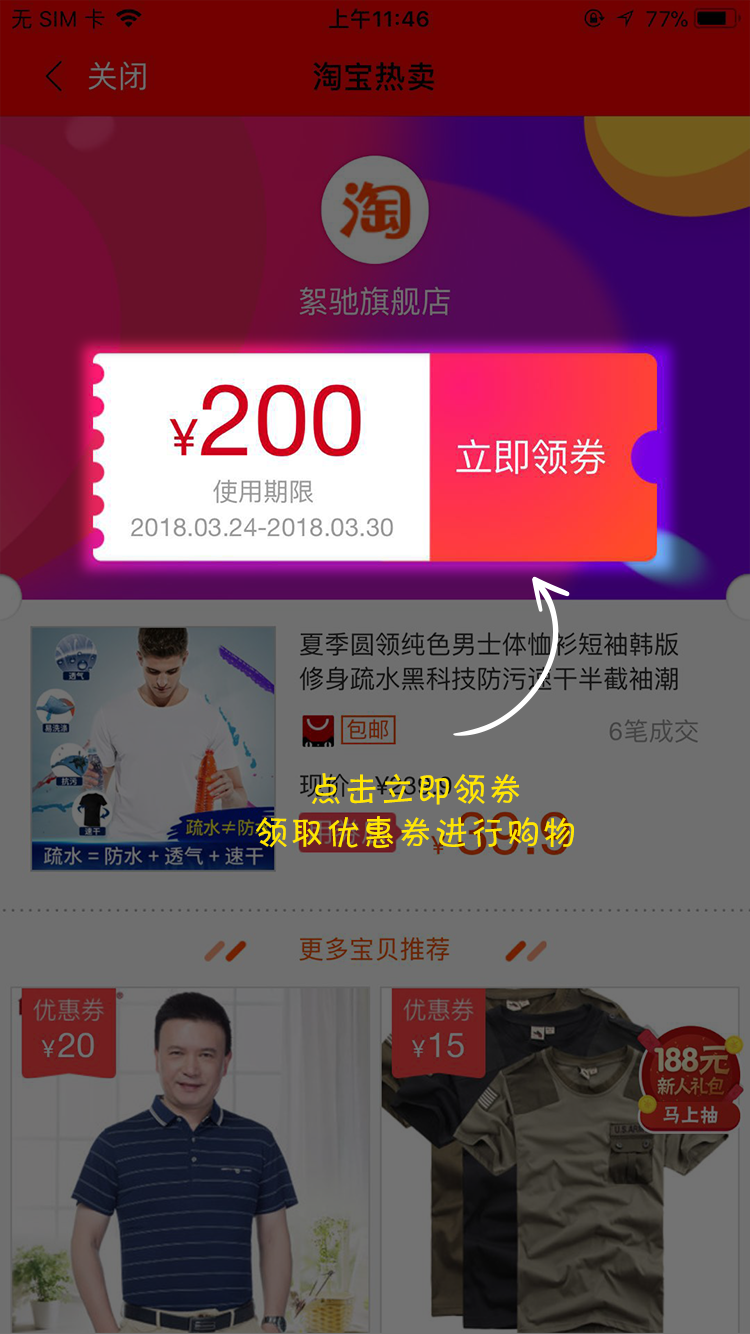 无 SIM 卡
上午11:46
77%
关闭
淘宝热卖
淘
絮驰旗舰店
¥200
使用期限
2018.03.24-2018.03.30
立即领券
夏季圆领纯色男士体恤衫短袖韩版
修身疏水黑科技防污速干半截袖潮
包邮
6笔成交
现价
点击立即领券
领取优惠券进行购物
透气
易洗涤
抗污
速干
疏水≠防
疏水=防水+透气+速干
更多宝贝推荐
优惠券
¥20
优惠券
¥15
188元
新人礼包
马上抽
U.S.ARM